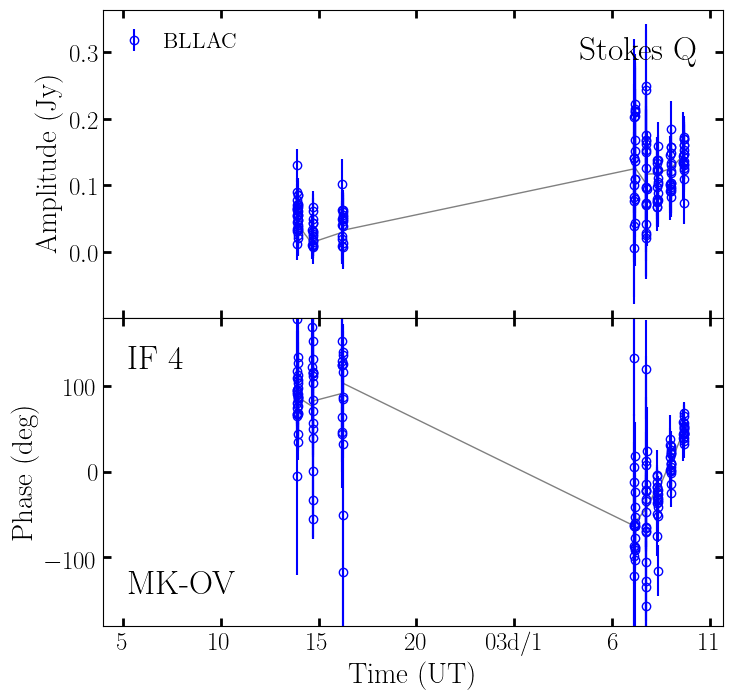 BLLAC
Stokes Q
0.3
0.2
0.1
0.0
Amplitude (Jy)
IF 4
100
0
−100
Phase (deg)
MK-OV
5 10 15 20 03d/1 6 11
Time (UT)